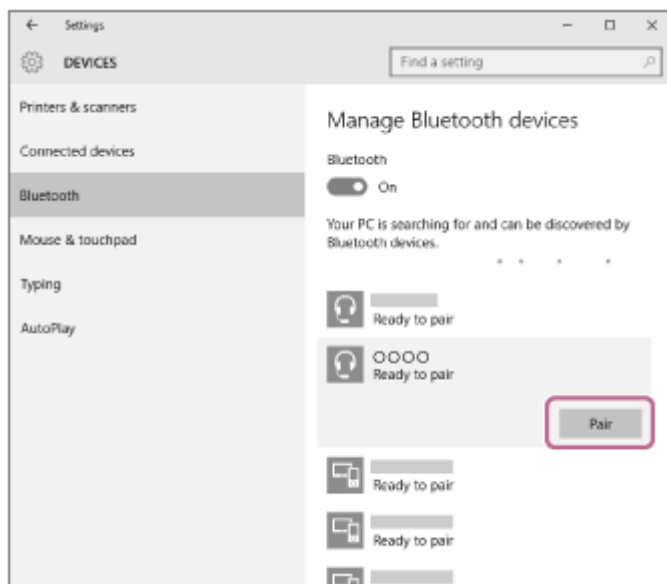 Settings
DEVICES
Find a setting
Printers & scanners
Connected devices
Bluetooth
Mouse & touchpad
Typing
AutoPlay
Manage Bluetooth devices
Bluetooth
On
Your PC is searching for and can be discovered by
Bluetooth devices.
Ready to pair
○○○○
Ready to pair
Pair
Ready to pair
Ready to pair